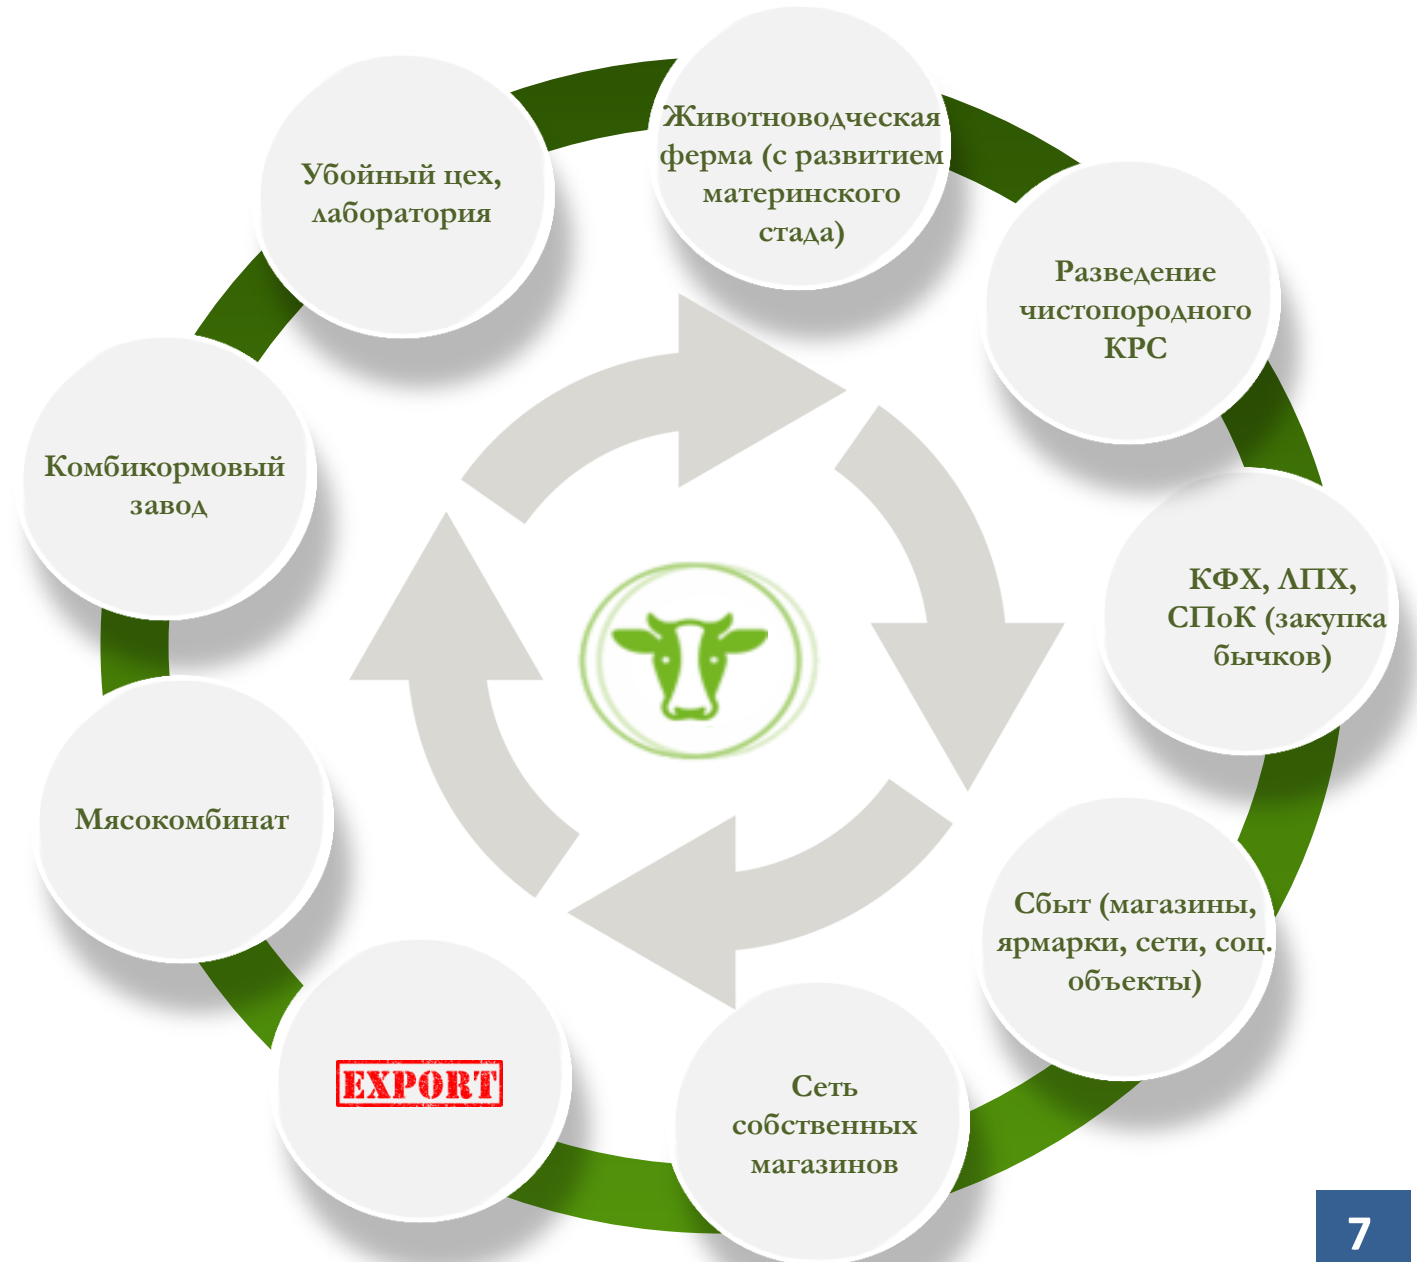 Животноводческая
ферма (с развитием
материнского
стада)
Разведение
чистопородного
КРС
КФХ, ЛПХ,
СПоК (закупка
бычков)
Сбыт (магазины,
ярмарки, сети, соц.
объекты)
Сеть
собственных
магазинов
EXPORT
Мясокомбинат
Комбикормовый
завод
Убойный цех,
лаборатория
7